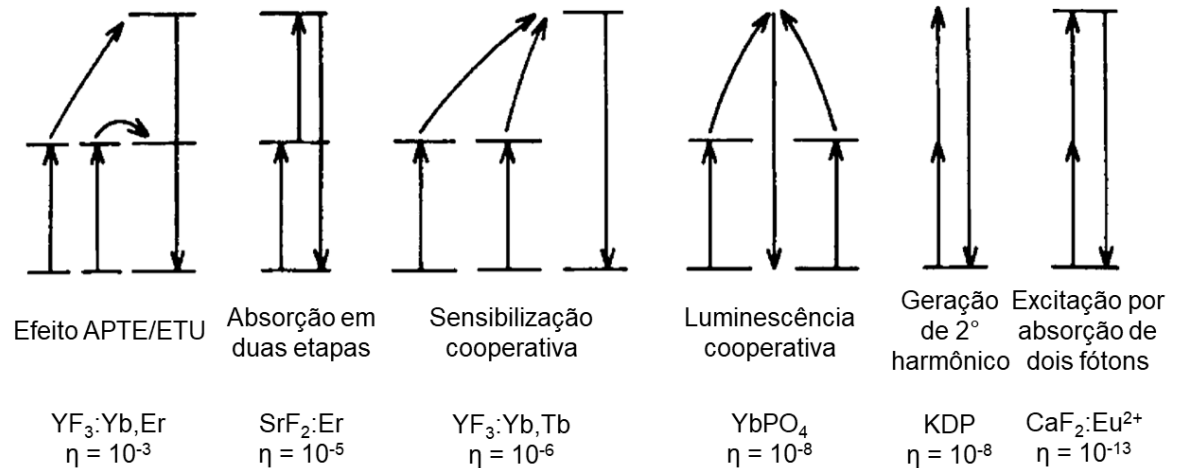 Efeito APTE/ETU
Absorção em
duas etapas
Sensibilização
cooperativa
Luminescência
cooperativa
Geração
de 2°
harmônico
Excitação por
absorção de
dois fótons
YF₃:Yb,Er
η = 10⁻³
SrF₂:Er
η = 10⁻⁵
YF₃:Yb,Tb
η = 10⁻⁶
YbPO₄
η = 10⁻⁸
KDP
η = 10⁻⁸
CaF₂:Eu²⁺
η = 10⁻¹³